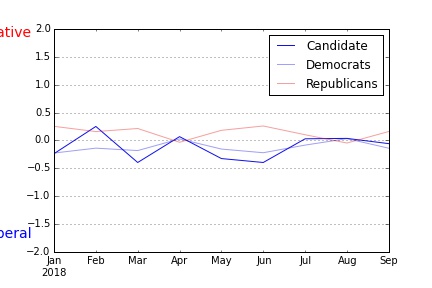 ative
2.0
1.5
1.0
0.5
0.0
−0.5
−1.0
−1.5
−2.0
beral
Candidate
Democrats
Republicans
Jan Feb Mar Apr May Jun Jul Aug Sep
2018